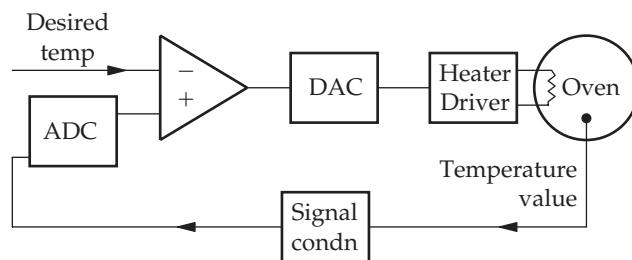 Desired
temp
−
+
ADC
DAC
Heater
Driver
Oven
Temperature
value
Signal
condn